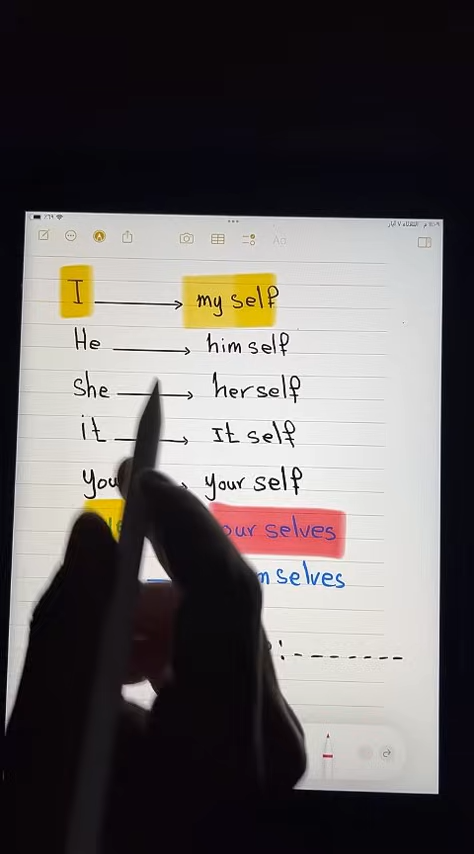 I → my self
He → him self
She → herself
it → It self
you → your self
our selves
selves